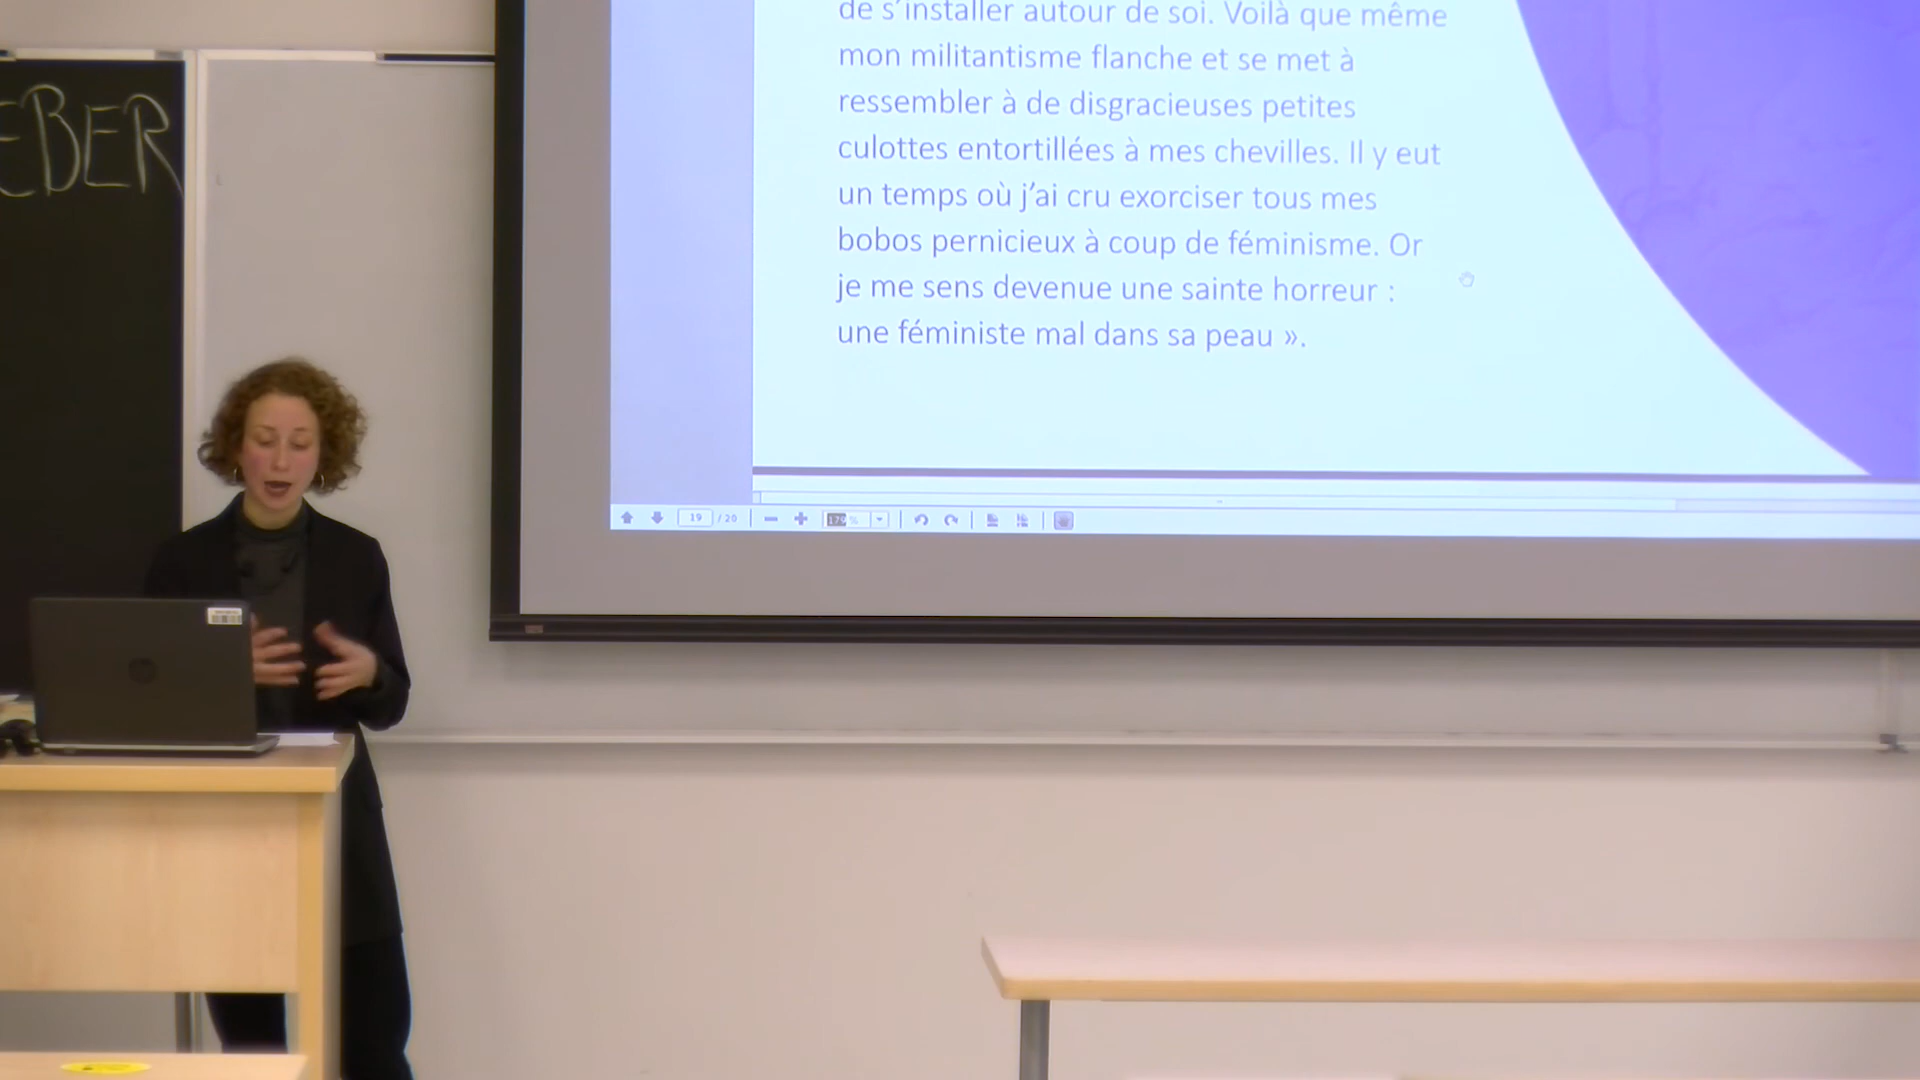 EBER
de s'installer autour de soi. Voilà que même
mon militantisme flanche et se met à
ressembler à de disgracieuses petites
culottes entortillées à mes chevilles. Il y eut
un temps où j'ai cru exorciser tous mes
bobos pernicieux à coup de féminisme. Or
je me sens devenue une sainte horreur :
une féministe mal dans sa peau ».
19 / 20